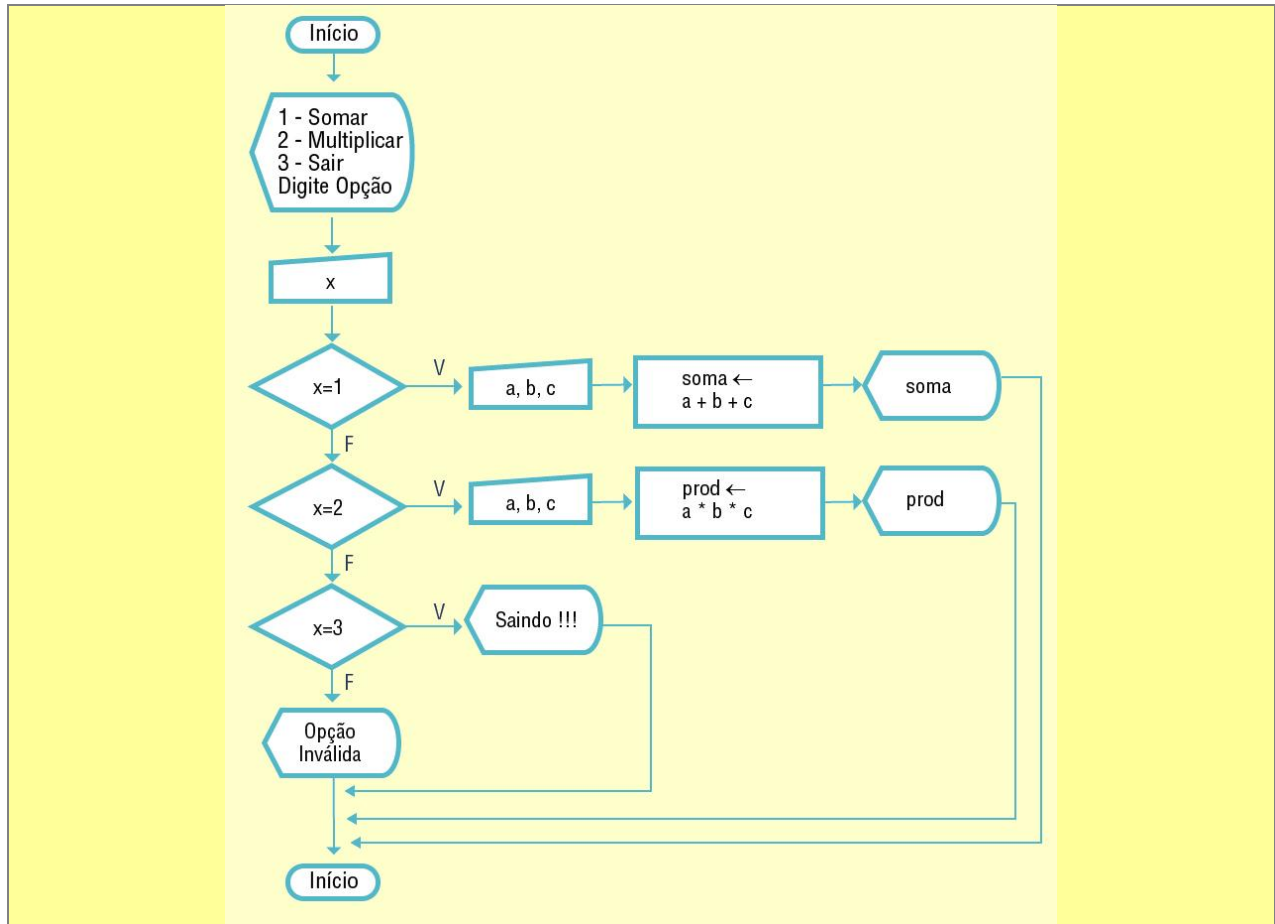 Início
1 - Somar
2 - Multiplicar
3 - Sair
Digite Opção
x
x=1
V
a, b, c
soma ←
a + b + c
soma
F
x=2
V
a, b, c
prod ←
a * b * c
prod
F
x=3
V
Saindo !!!
F
Opção
Inválida
Início